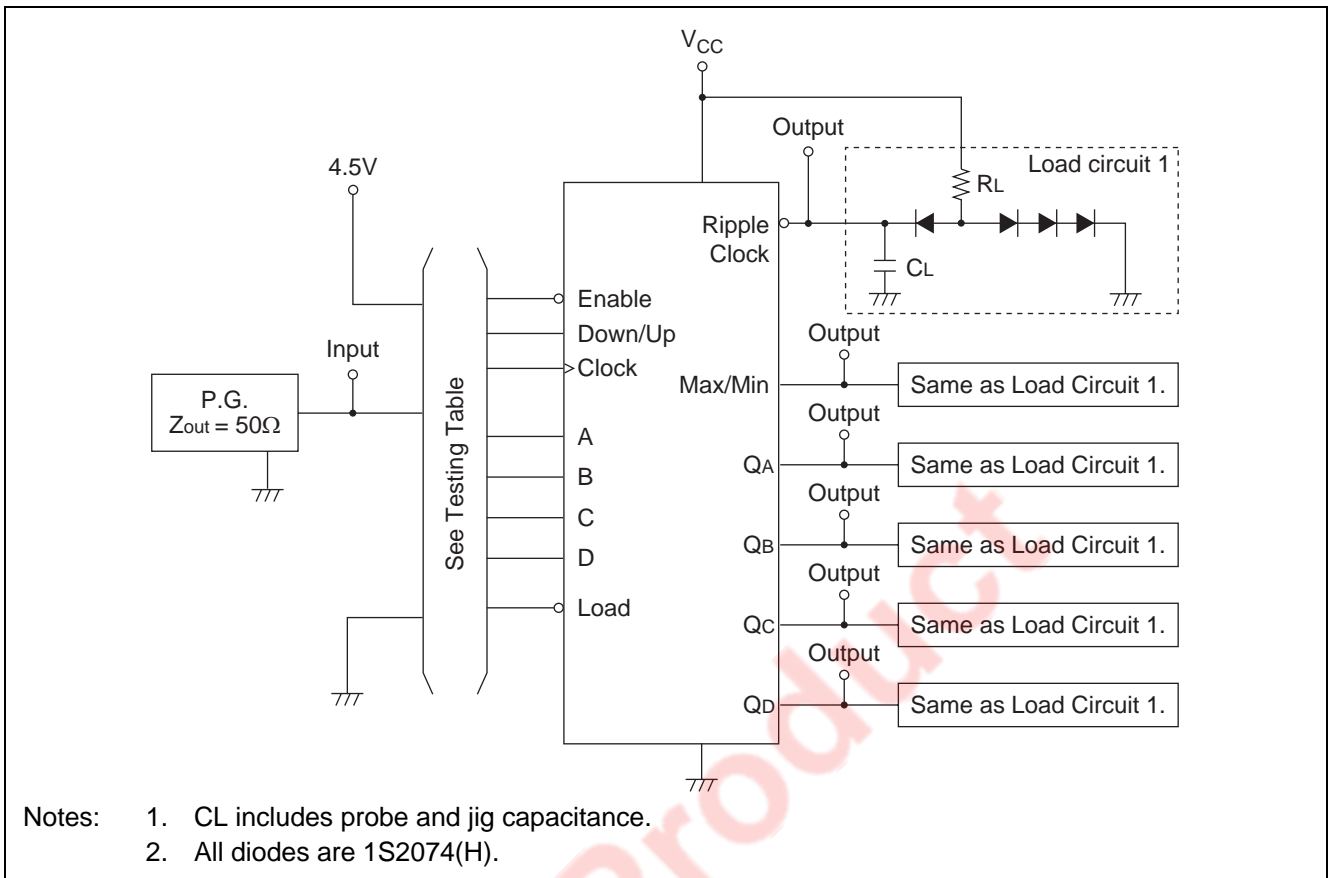 VCC
Output
4.5V
Load circuit 1
RL
Ripple
Clock
CL
Enable
Down/Up
Clock
Input
P.G.
Zout = 50Ω
See Testing Table
A
B
C
D
Load
Output
Max/Min
Same as Load Circuit 1.
Output
QA
Same as Load Circuit 1.
Output
QB
Same as Load Circuit 1.
Output
QC
Same as Load Circuit 1.
Output
QD
Same as Load Circuit 1.
Notes: 1. CL includes probe and jig capacitance.
2. All diodes are 1S2074(H).
Product